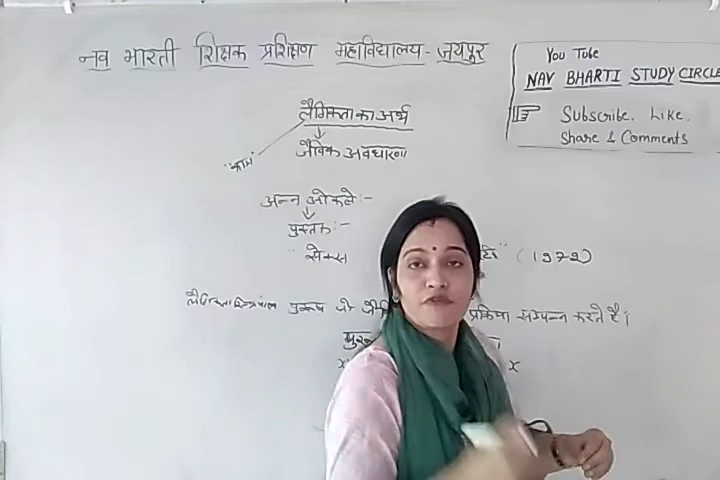 नव भारती शिक्षक प्रशिक्षण महाविद्यालय- जयपुर
You Tube
NAV BHARTI STUDY CIRCLE
Subscribe, Like,
Share & Comments
लैंगिकता का अर्थ
जैविक अवधारणा
"काम"
अन्न ओकले :-
पुस्तक :-
" सेक्स
" (1972)
पुरूष
प्रक्रिया सम्पन्न करते है।
x
x